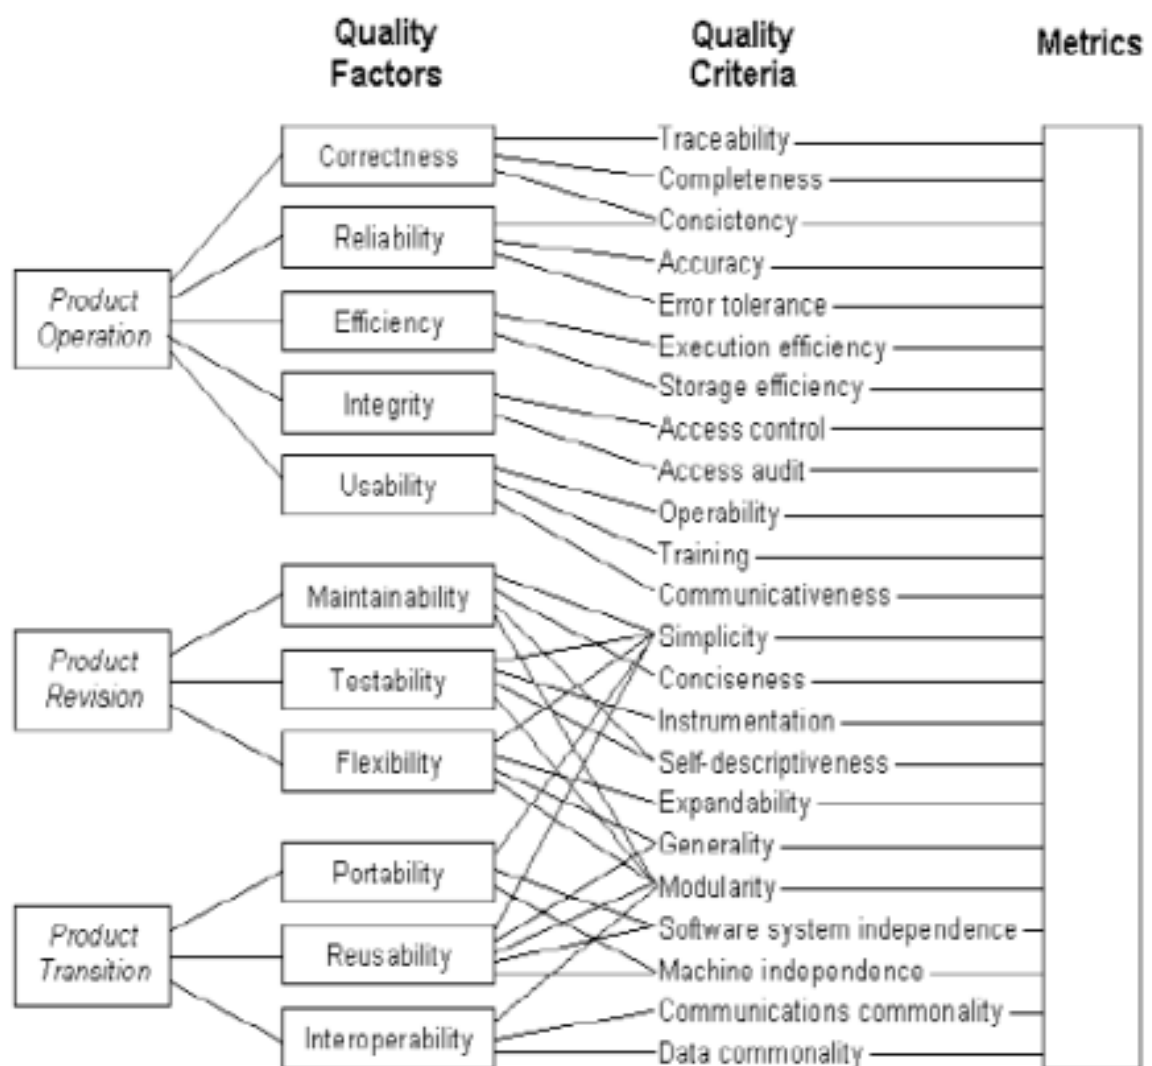 Quality
Factors
Quality
Criteria
Metrics
Product
Operation
Product
Revision
Product
Transition
Correctness
Reliability
Efficiency
Integrity
Usability
Maintainability
Testability
Flexibility
Portability
Reusability
Interoperability
Traceability
Completeness
Consistency
Accuracy
Error tolerance
Execution efficiency
Storage efficiency
Access control
Access audit
Operability
Training
Communicativeness
Simplicity
Conciseness
Instrumentation
Self-descriptiveness
Expandability
Generality
Modularity
Software system independence
Machine independence
Communications commonality
Data commonality